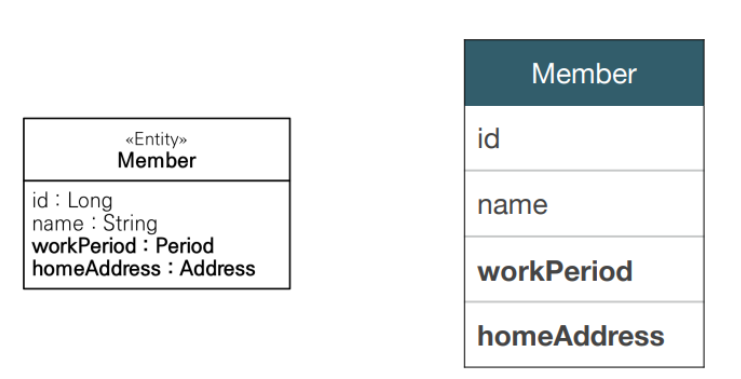 «Entity»
Member
id : Long
name : String
workPeriod : Period
homeAddress : Address
Member
id
name
workPeriod
homeAddress